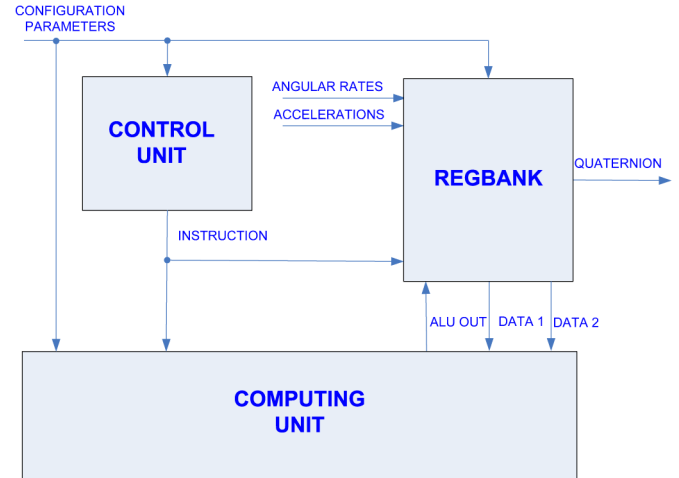 CONFIGURATION
PARAMETERS
ANGULAR RATES
ACCELERATIONS
CONTROL
UNIT
REGBANK
QUATERNION
INSTRUCTION
ALU OUT
DATA 1
DATA 2
COMPUTING
UNIT